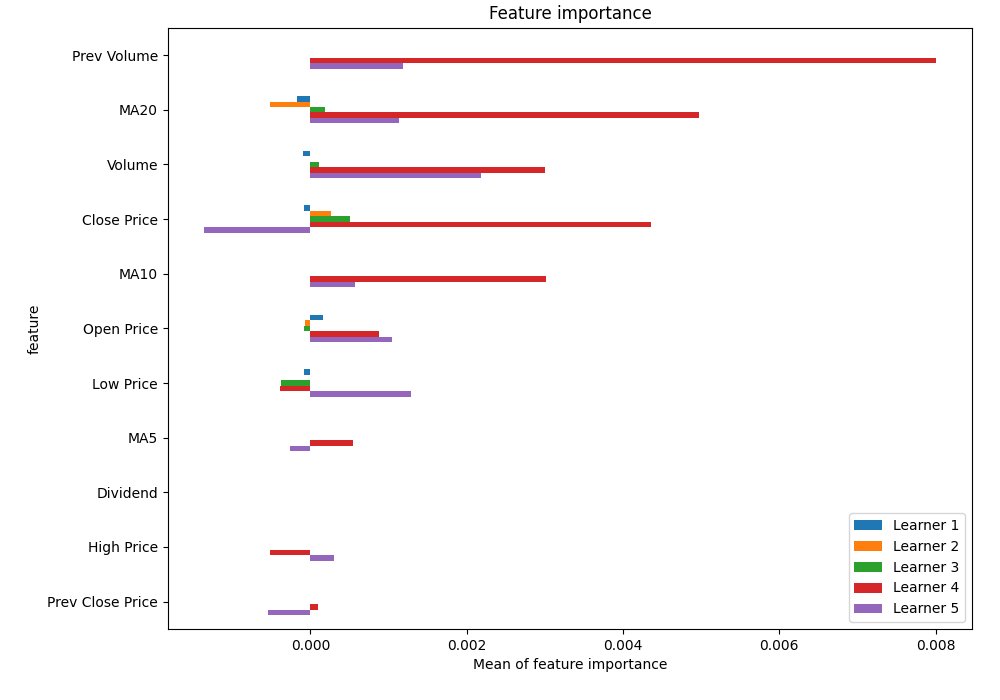 Feature importance
Prev Volume
MA20
Volume
Close Price
MA10
Open Price
Low Price
MA5
Dividend
High Price
Prev Close Price
feature
Learner 1
Learner 2
Learner 3
Learner 4
Learner 5
0.000 0.002 0.004 0.006 0.008
Mean of feature importance